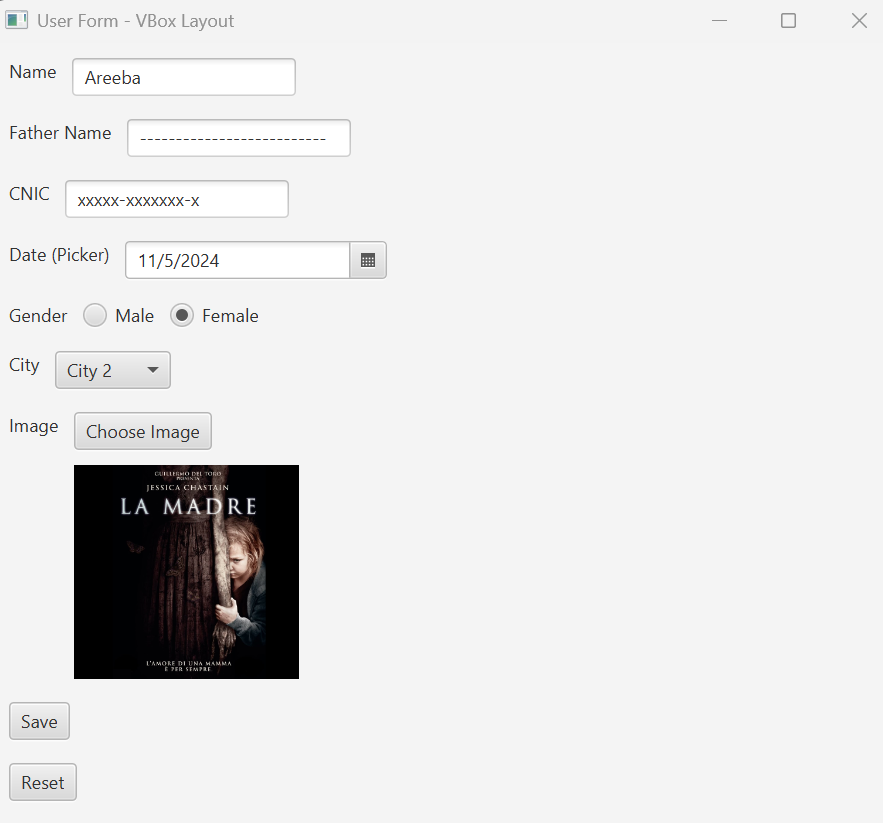 User Form - VBox Layout
Name Areeba
Father Name --------------------------
CNIC xxxxx-xxxxxxx-x
Date (Picker) 11/5/2024
Gender Male Female
City City 2
Image Choose Image
GUILLERMO DEL TORO
PRESENTA
JESSICA CHASTAIN
LA MADRE
L'AMORE DI UNA MAMMA
E PER SEMPRE
Save
Reset